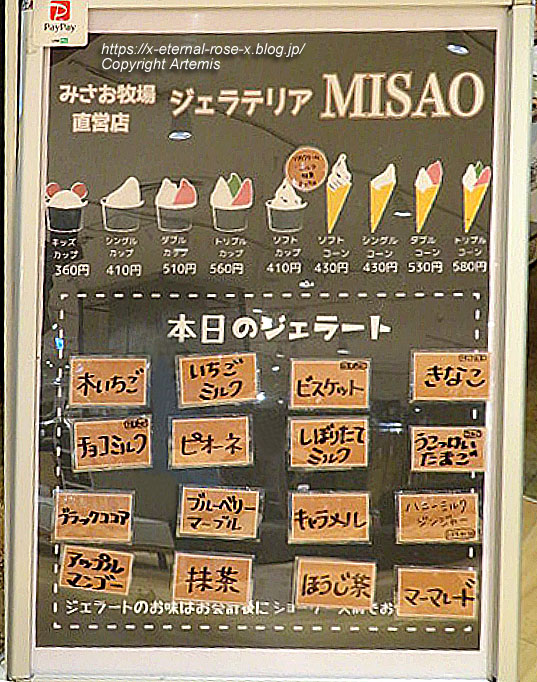 PayPay
https://x-eternal-rose-x.blog.jp/
Copyright Artemis
みさお牧場
直営店
ジェラテリア MISAO
キッズ
カップ
360円
シングル
カップ
410円
ダブル
カップ
510円
トリプル
カップ
560円
ソフト
カップ
410円
ソフト
コーン
430円
シングル
コーン
430円
ダブル
コーン
530円
トリプル
コーン
580円
本日のジェラート
木いちご
いちご
ミルク
ビスケット
きなこ
チョコミルク
ピオーネ
しぼりたて
ミルク
うこっけい
たまご
ブラックココア
ブルーベリー
マーブル
キャラメル
ハニーミルク
ジンジャー
アップル
マンゴー
抹茶
ほうじ茶
マーマレード
ジェラートのお味はお会計後にショーケース前でお